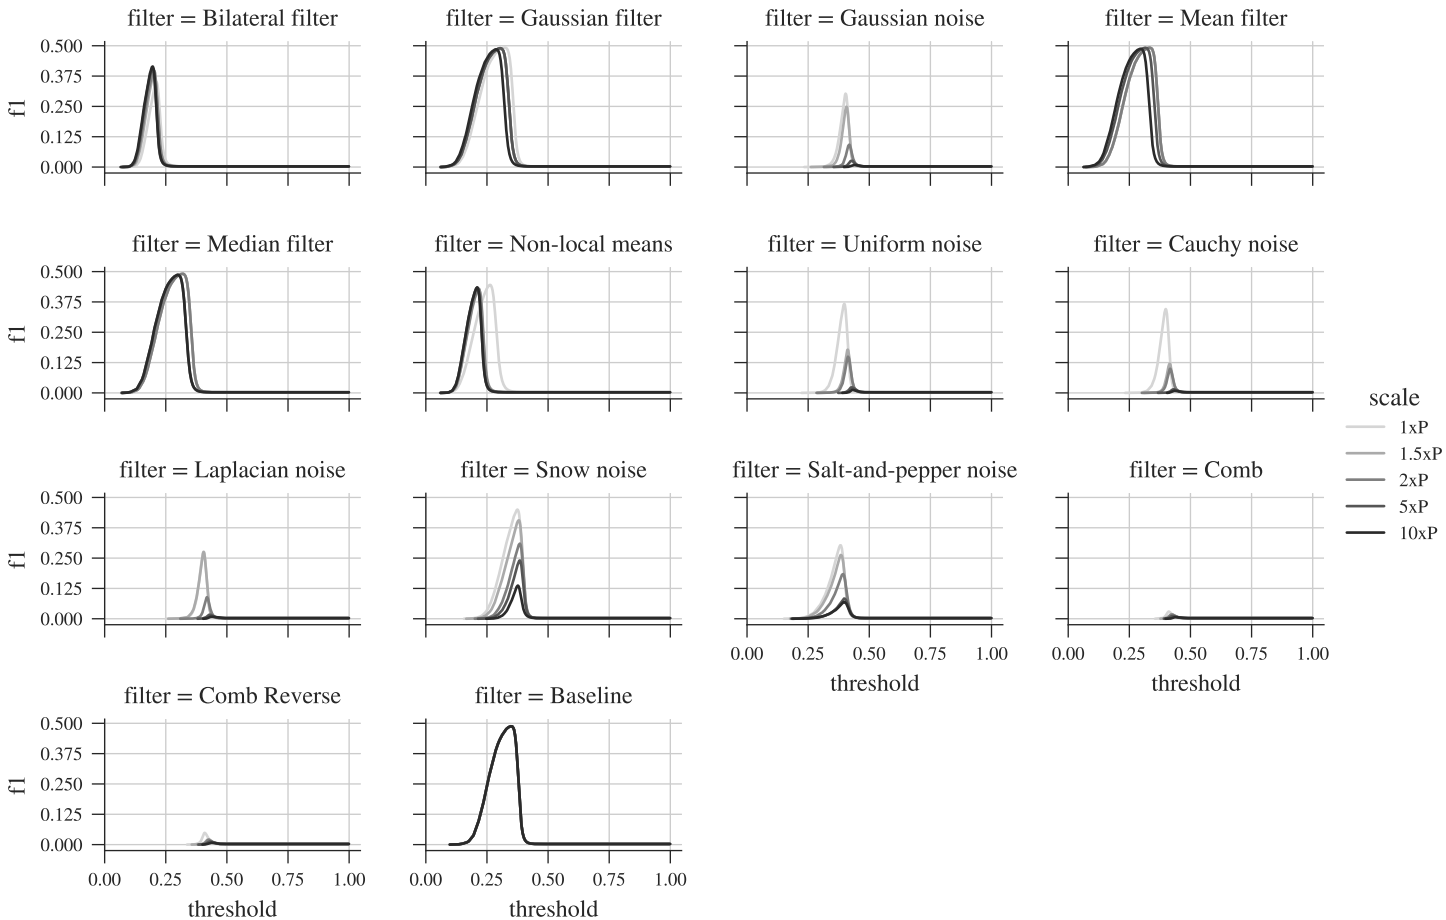 filter = Bilateral filter
filter = Gaussian filter
filter = Gaussian noise
filter = Mean filter
0.500
0.375
0.250
0.125
0.000
f1
filter = Median filter
filter = Non-local means
filter = Uniform noise
filter = Cauchy noise
0.500
0.375
0.250
0.125
0.000
f1
scale
1xP
1.5xP
2xP
5xP
10xP
filter = Laplacian noise
filter = Snow noise
filter = Salt-and-pepper noise
filter = Comb
0.500
0.375
0.250
0.125
0.000
f1
0.00 0.25 0.50 0.75 1.00
threshold
0.00 0.25 0.50 0.75 1.00
threshold
filter = Comb Reverse
filter = Baseline
0.500
0.375
0.250
0.125
0.000
f1
0.00 0.25 0.50 0.75 1.00
threshold
0.00 0.25 0.50 0.75 1.00
threshold